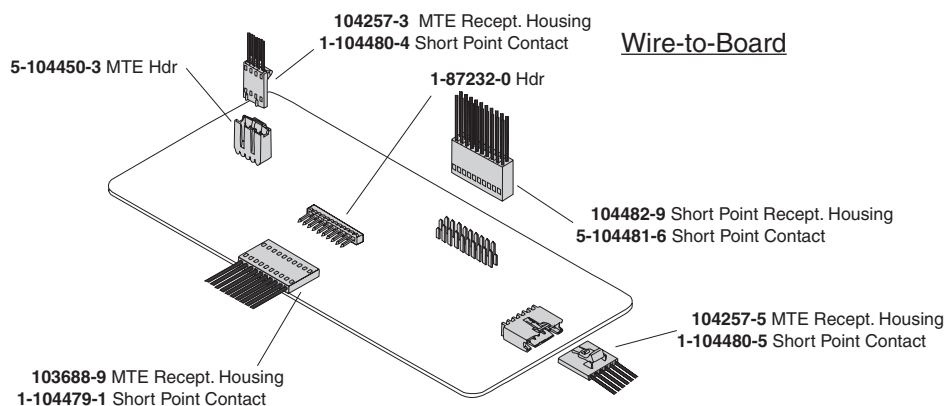 104257-3 MTE Recept. Housing
1-104480-4 Short Point Contact
Wire-to-Board
5-104450-3 MTE Hdr
1-87232-0 Hdr
104482-9 Short Point Recept. Housing
5-104481-6 Short Point Contact
104257-5 MTE Recept. Housing
1-104480-5 Short Point Contact
103688-9 MTE Recept. Housing
1-104479-1 Short Point Contact